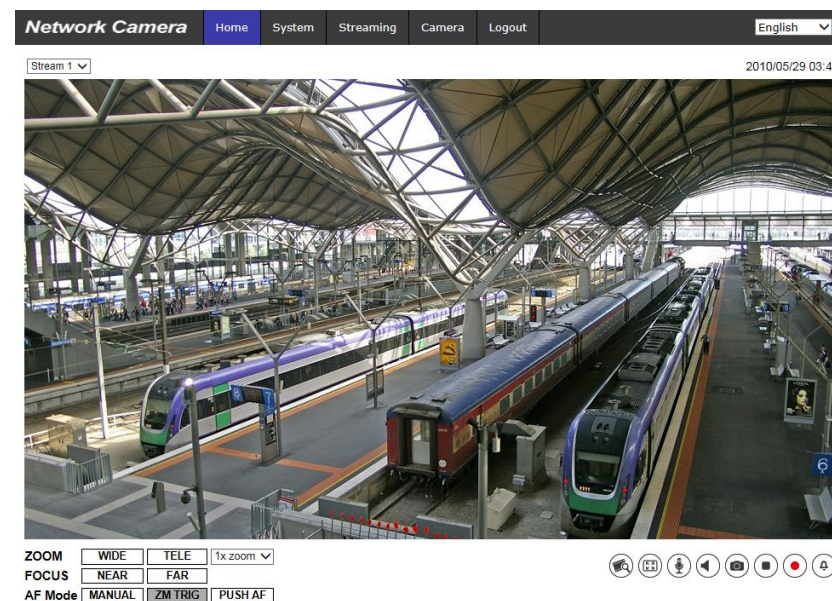 Network Camera Home System Streaming Camera Logout English
Stream 1 2010/05/29 03:4
6
ZOOM WIDE TELE 1x zoom
FOCUS NEAR FAR
AF Mode MANUAL ZM TRIG PUSH AF